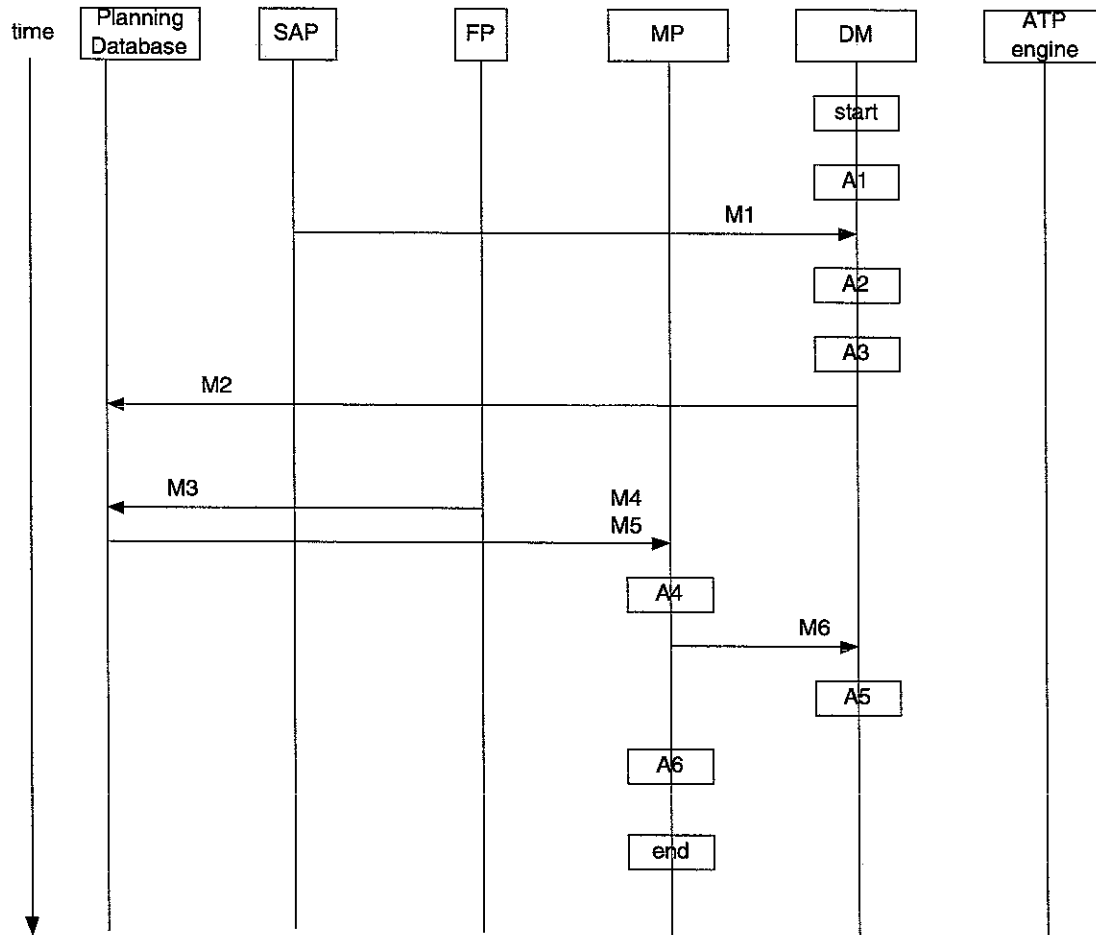 time
Planning
Database
SAP
FP
MP
DM
ATP
engine
start
A1
M1
A2
A3
M2
M3
M4
M5
A4
M6
A5
A6
end